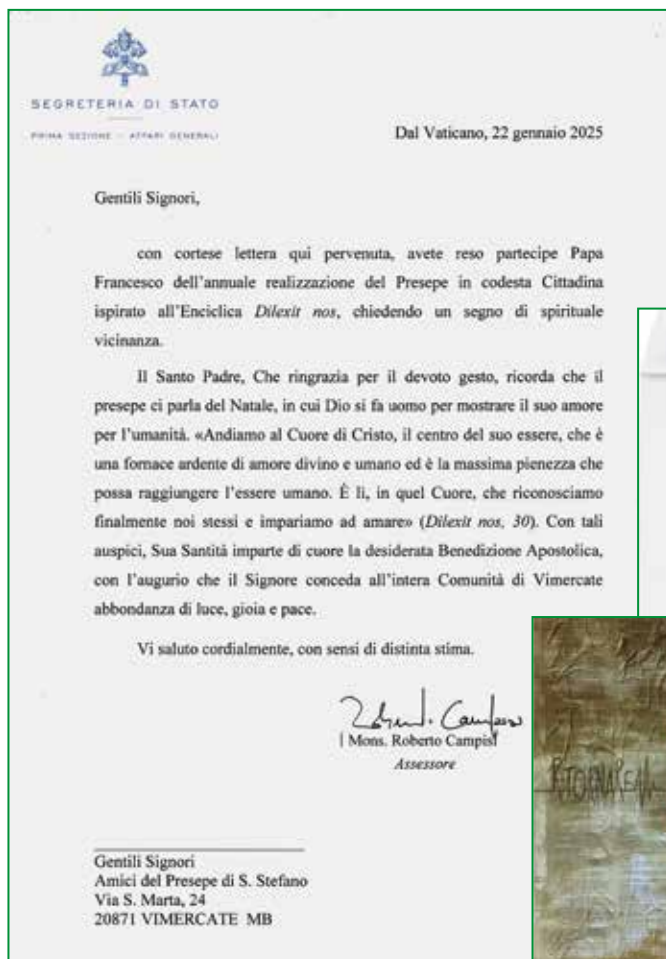 SEGRETERIA DI STATO
PRIMA SEZIONE - AFFARI GENERALI
Dal Vaticano, 22 gennaio 2025
Gentili Signori,
con cortese lettera qui pervenuta, avete reso partecipe Papa
Francesco dell'annuale realizzazione del Presepe in codesta Cittadina
ispirato all'Enciclica Dilexit nos, chiedendo un segno di spirituale
vicinanza.
Il Santo Padre, Che ringrazia per il devoto gesto, ricorda che il
presepe ci parla del Natale, in cui Dio si fa uomo per mostrare il suo amore
per l'umanità. «Andiamo al Cuore di Cristo, il centro del suo essere, che è
una fornace ardente di amore divino e umano ed è la massima pienezza che
possa raggiungere l'essere umano. È lì, in quel Cuore, che riconosciamo
finalmente noi stessi e impariamo ad amare» (Dilexit nos, 30). Con tali
auspici, Sua Santità imparte di cuore la desiderata Benedizione Apostolica,
con l'augurio che il Signore conceda all'intera Comunità di Vimercate
abbondanza di luce, gioia e pace.
Vi saluto cordialmente, con sensi di distinta stima.
Mons. Roberto Campisi
Assessore
Gentili Signori
Amici del Presepe di S. Stefano
Via S. Marta, 24
20871 VIMERCATE MB